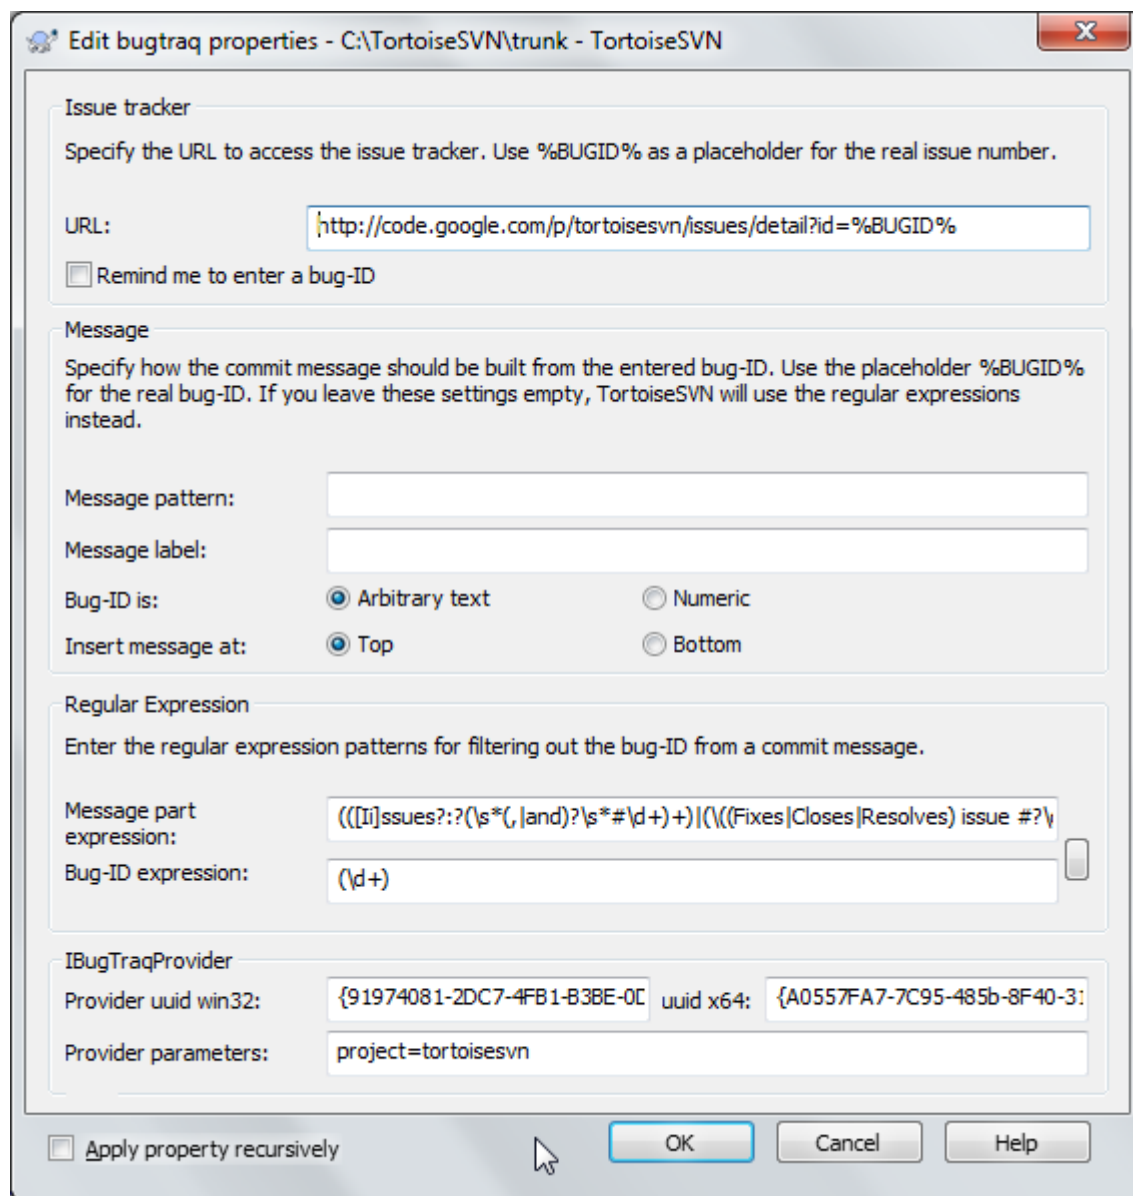 Edit bugtraq properties - C:\TortoiseSVN\trunk - TortoiseSVN
Issue tracker
Specify the URL to access the issue tracker. Use %BUGID% as a placeholder for the real issue number.
URL: http://code.google.com/p/tortoisesvn/issues/detail?id=%BUGID%
Remind me to enter a bug-ID
Message
Specify how the commit message should be built from the entered bug-ID. Use the placeholder %BUGID%
for the real bug-ID. If you leave these settings empty, TortoiseSVN will use the regular expressions
instead.
Message pattern:
Message label:
Bug-ID is: Arbitrary text Numeric
Insert message at: Top Bottom
Regular Expression
Enter the regular expression patterns for filtering out the bug-ID from a commit message.
Message part
expression:
(([Ii]ssues?:?(\s*(,|and)?\s*#\d+)+)|(\((Fixes|Closes|Resolves) issue #?\
Bug-ID expression: (\d+)
IBugTraqProvider
Provider uuid win32: {91974081-2DC7-4FB1-B3BE-0D uuid x64: {A0557FA7-7C95-485b-8F40-31
Provider parameters: project=tortoisesvn
Apply property recursively OK Cancel Help